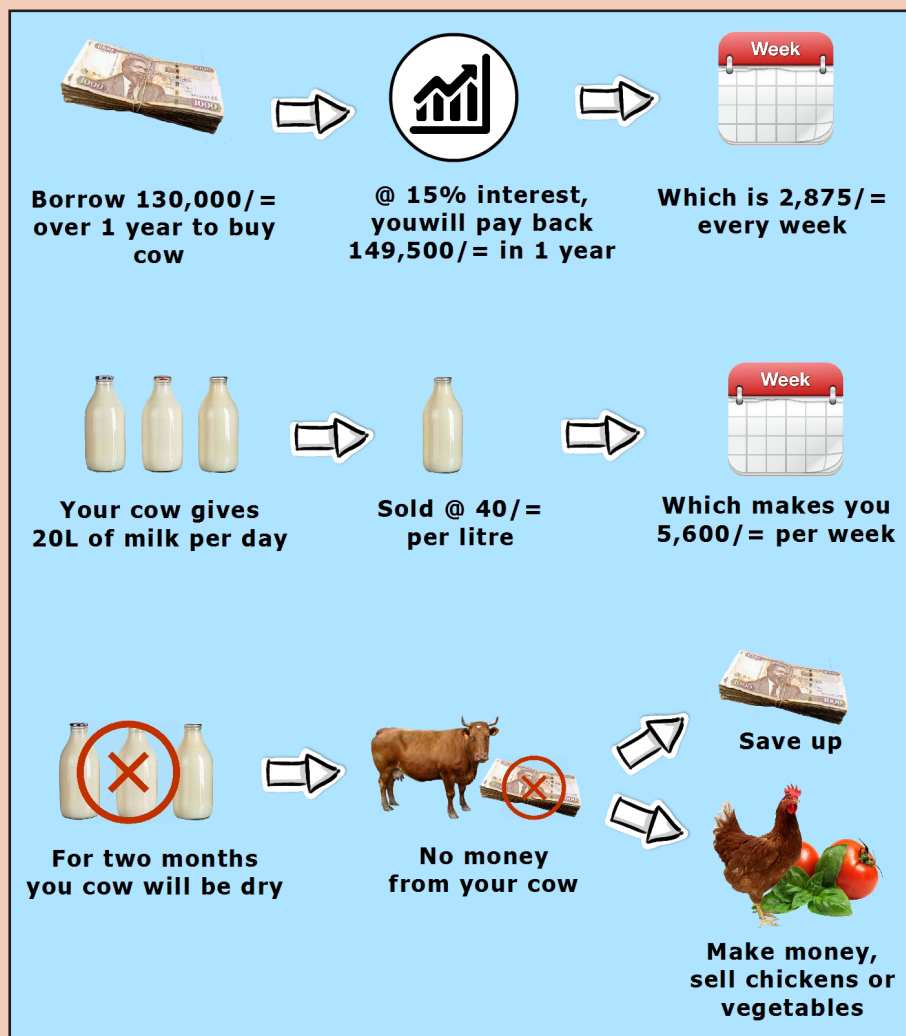 Week
Borrow 130,000/=
over 1 year to buy
cow
@ 15% interest,
youwill pay back
149,500/= in 1 year
Which is 2,875/=
every week
Week
Your cow gives
20L of milk per day
Sold @ 40/=
per litre
Which makes you
5,600/= per week
Save up
For two months
you cow will be dry
No money
from your cow
Make money,
sell chickens or
vegetables